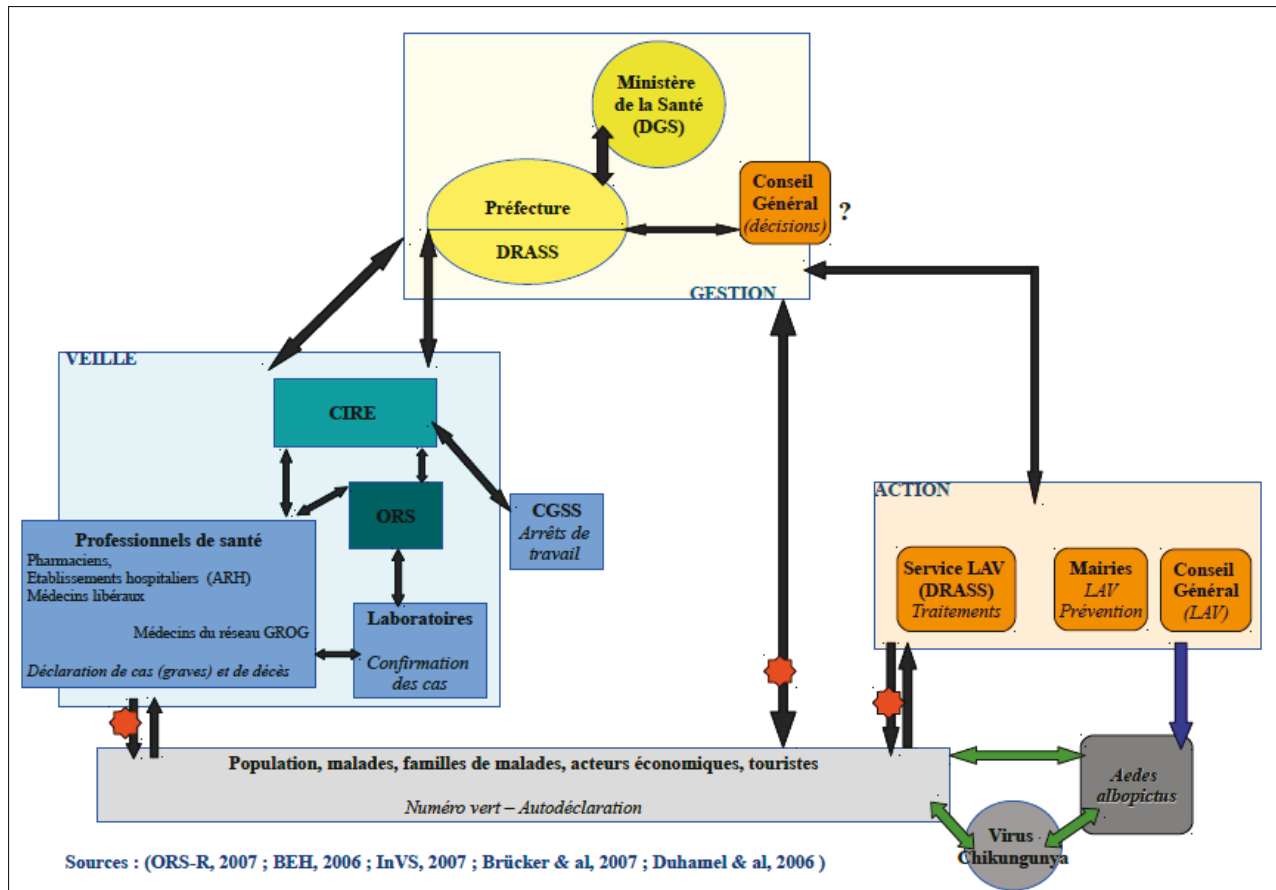 Ministère
de la Santé
(DGS)
Préfecture
DRASS
Conseil
Général
(décisions)
?
GESTION
VEILLE
CIRE
ORS
CGSS
Arrêts de
travail
Professionnels de santé
Pharmaciens,
Etablissements hospitaliers (ARH)
Médecins libéraux
Médecins du réseau GROG
Déclaration de cas (graves) et de décès
Laboratoires
Confirmation
des cas
ACTION
Service LAV
(DRASS)
Traitements
Mairies
LAV
Prévention
Conseil
Général
(LAV)
Population, malades, familles de malades, acteurs économiques, touristes
Numéro vert – Autodéclaration
Aedes
albopictus
Virus
Chikungunya
Sources : (ORS-R, 2007 ; BEH, 2006 ; InVS, 2007 ; Brücker & al, 2007 ; Duhamel & al, 2006 )